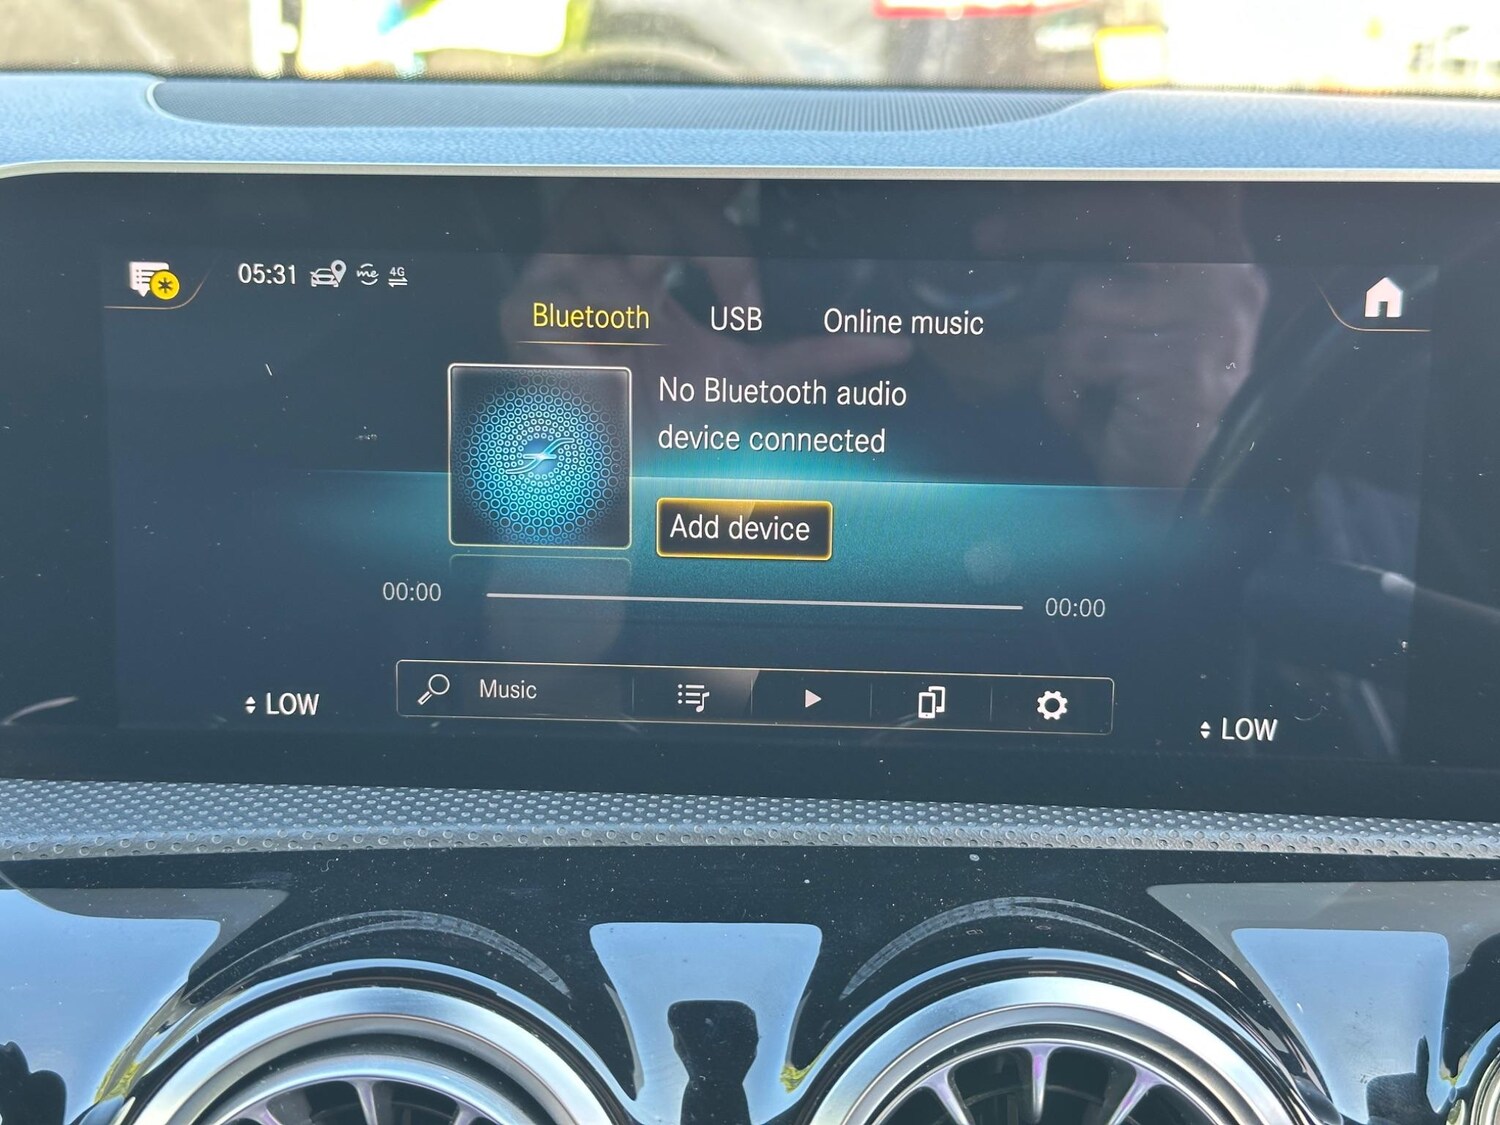 05:31 me 4G
Bluetooth USB Online music
No Bluetooth audio
device connected
Add device
00:00 00:00
Music
LOW LOW